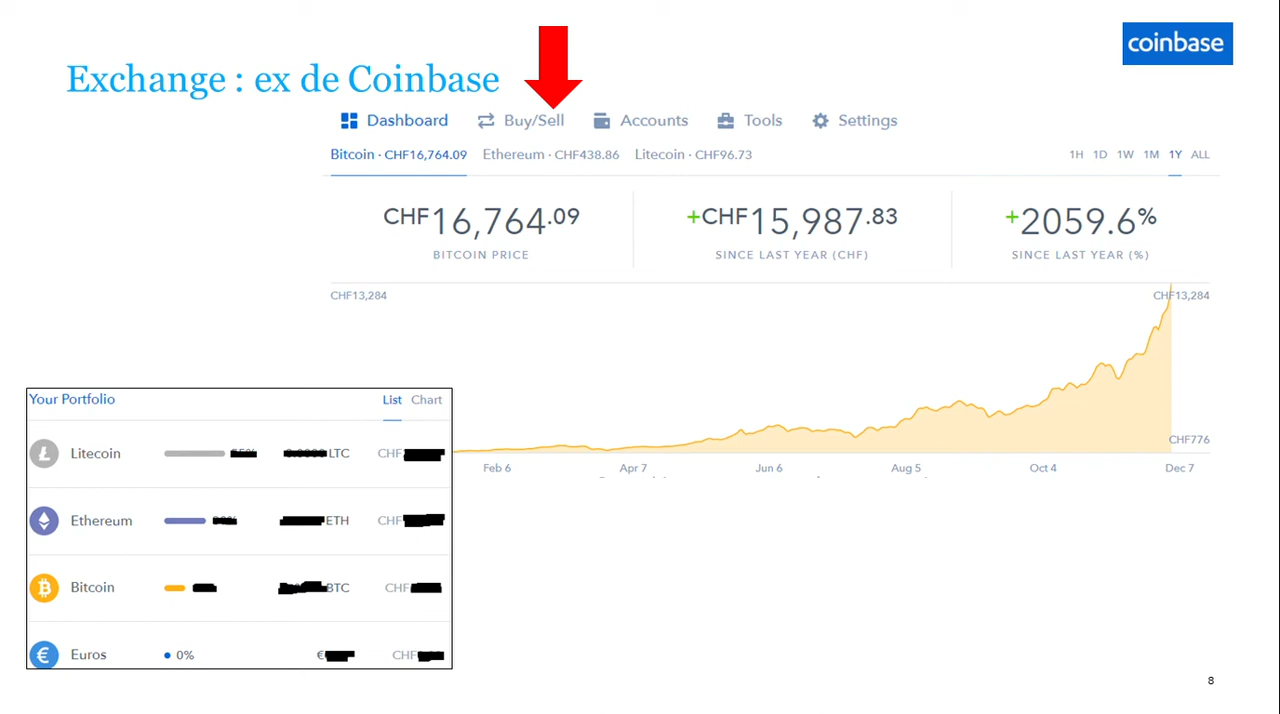 coinbase
Exchange : ex de Coinbase
Dashboard Buy/Sell Accounts Tools Settings
Bitcoin · CHF16,764.09 Ethereum · CHF438.86 Litecoin · CHF96.73 1H 1D 1W 1M 1Y ALL
CHF16,764.09 +CHF15,987.83 +2059.6%
BITCOIN PRICE SINCE LAST YEAR (CHF) SINCE LAST YEAR (%)
CHF13,284 CHF13,284
CHF776
Feb 6 Apr 7 Jun 6 Aug 5 Oct 4 Dec 7
Your Portfolio List Chart
Litecoin LTC CHF
Ethereum ETH CHF
Bitcoin BTC CHF
Euros 0% € CHF
8